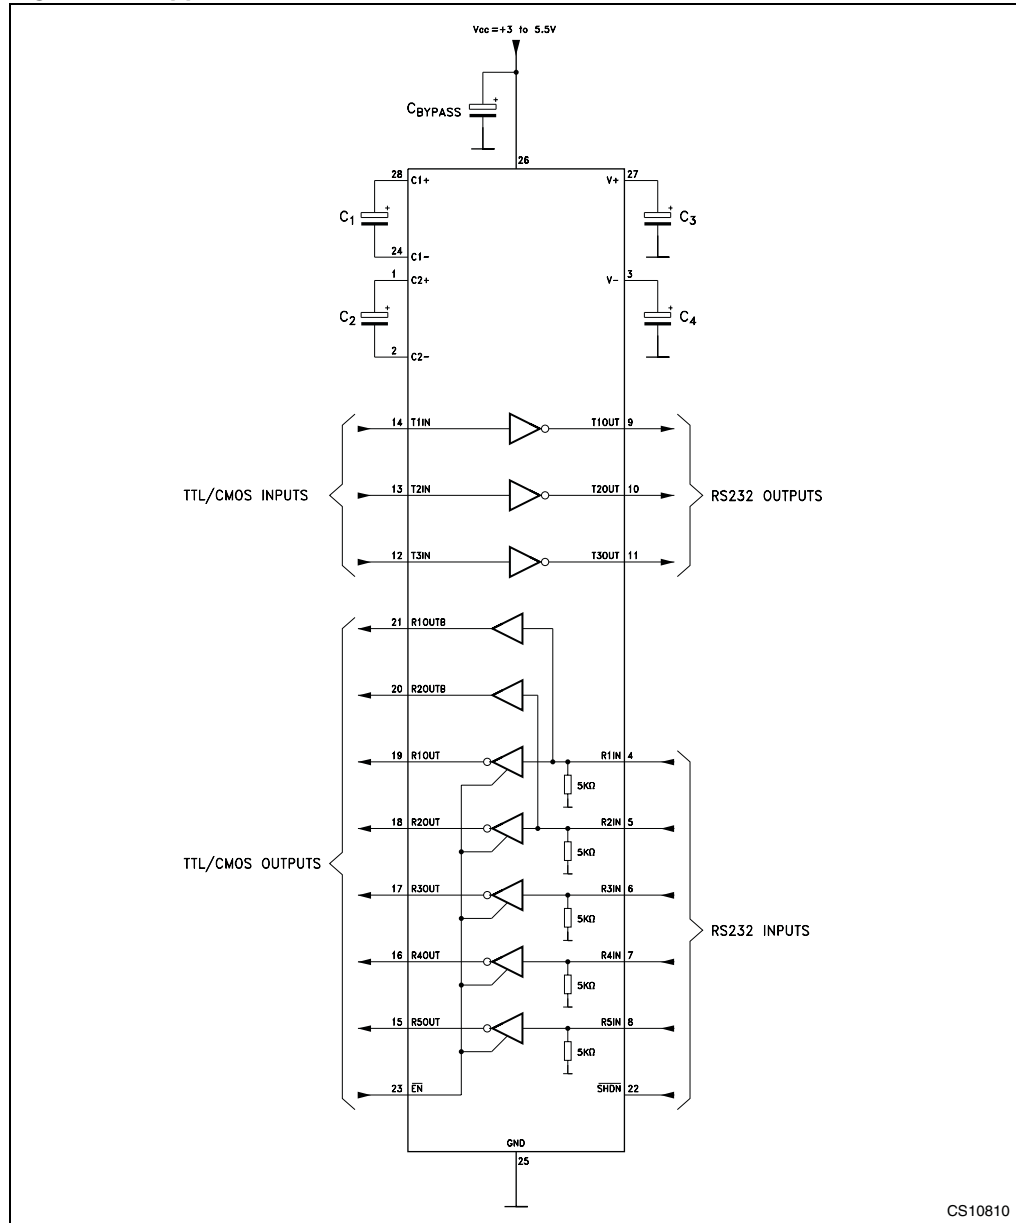 Vcc=+3 to 5.5V
+
CBYPASS
26
28 C1+ V+ 27
+ +
C1 C3
24 C1-
1 C2+ V- 3
+ +
C2 C4
2 C2-
14 T1IN T1OUT 9
TTL/CMOS INPUTS 13 T2IN T2OUT 10 RS232 OUTPUTS
12 T3IN T3OUT 11
21 R1OUTB
20 R2OUTB
19 R1OUT R1IN 4
5KΩ
18 R2OUT R2IN 5
5KΩ
TTL/CMOS OUTPUTS
17 R3OUT R3IN 6
5KΩ
RS232 INPUTS
16 R4OUT R4IN 7
5KΩ
15 R5OUT R5IN 8
5KΩ
23 EN SHDN 22
GND
25
CS10810